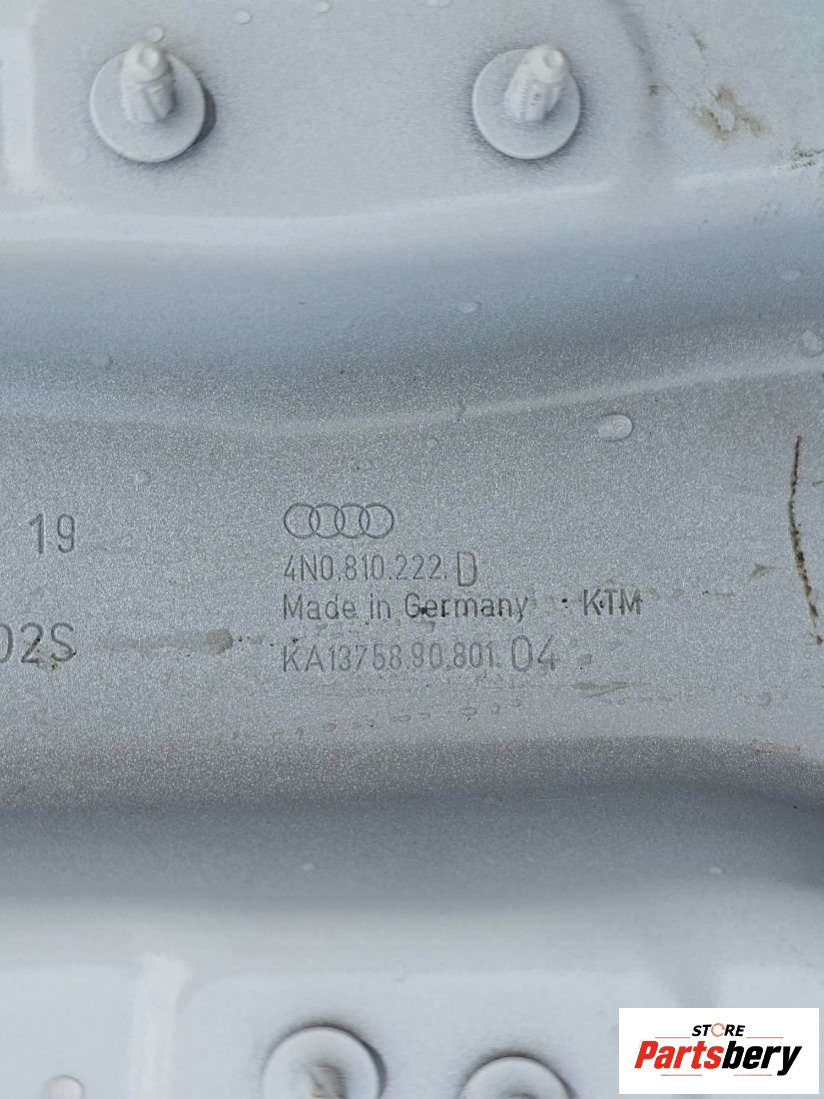 19
4N0.810.222. D
Made in Germany KTM
02S
KA13758.90.801. 04
STORE
Partsbery